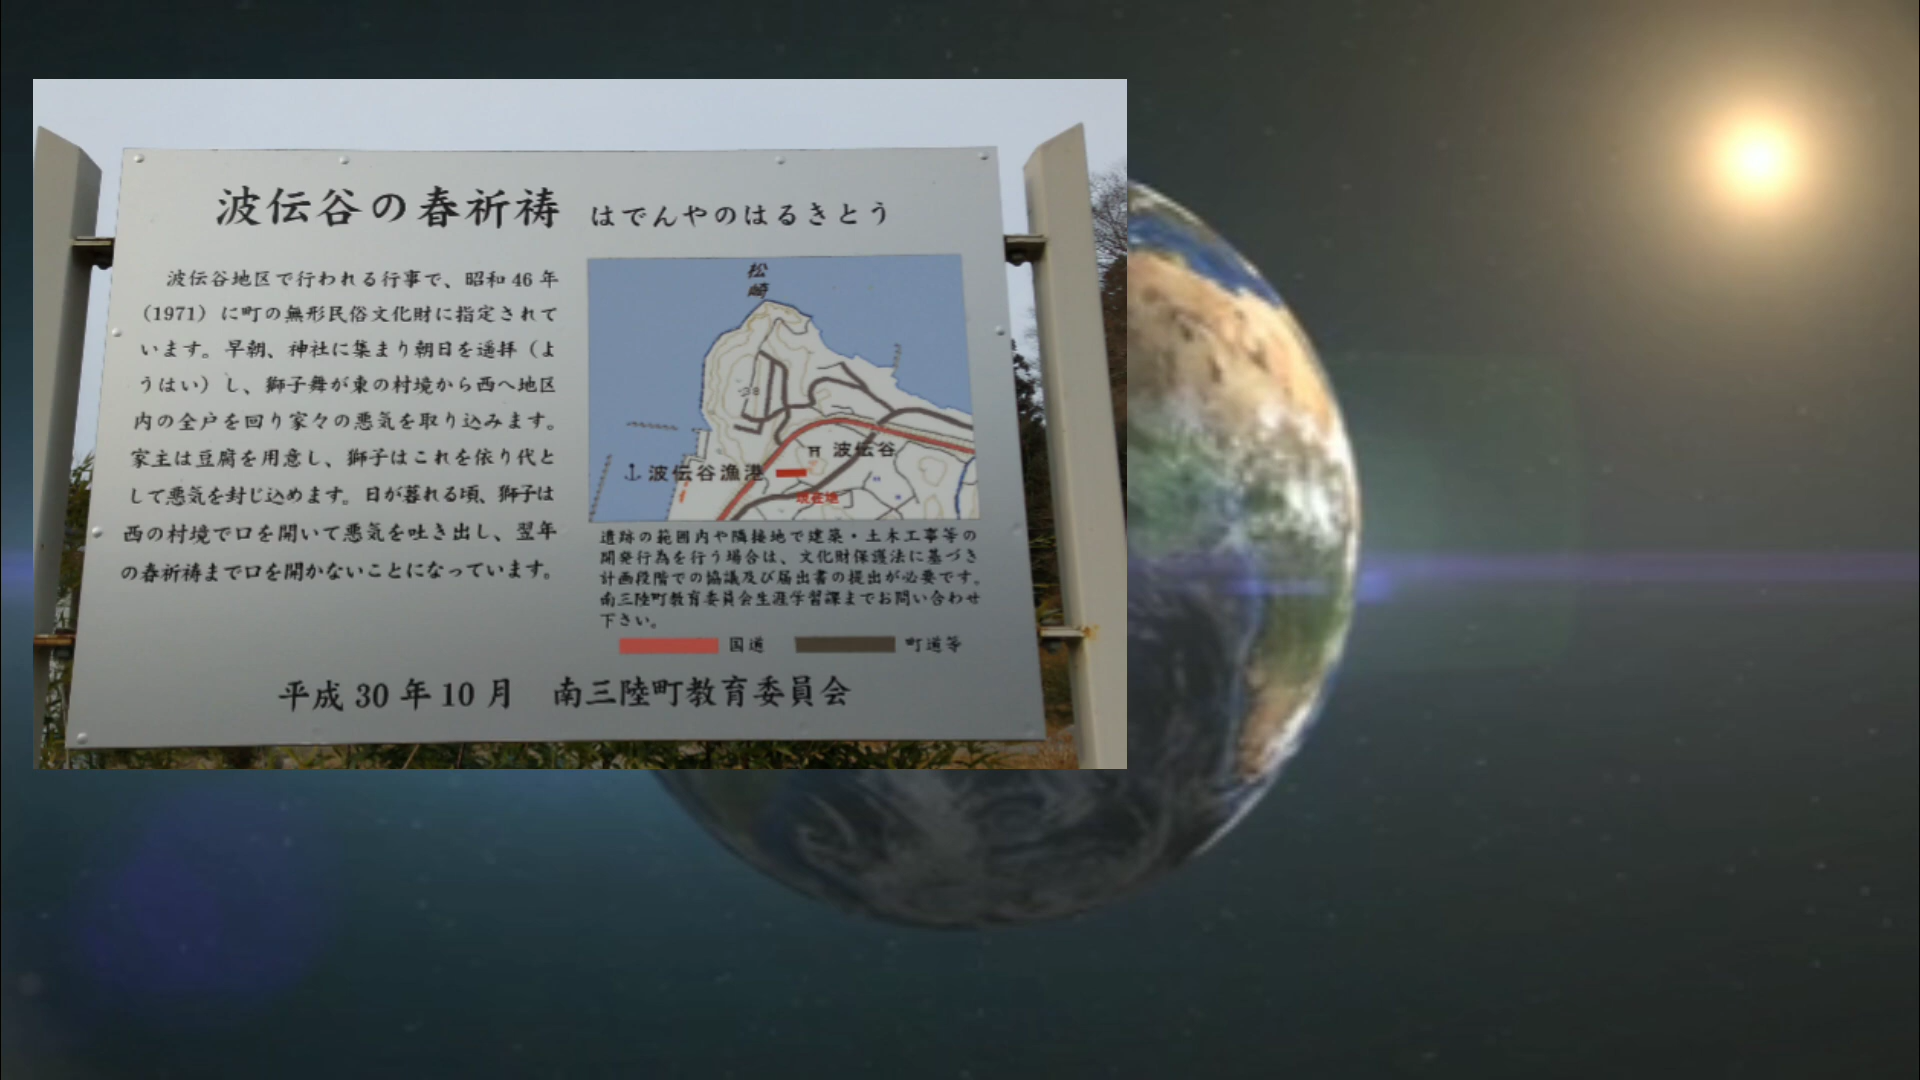 波伝谷の春祈祷 はでんやのはるきとう
波伝谷地区で行われる行事で、昭和46年
（1971）に町の無形民俗文化財に指定されて
います。早朝、神社に集まり朝日を遥拝（よ
うはい）し、獅子舞が東の村境から西へ地区
内の全戸を回り家々の悪気を取り込みます。
家主は豆腐を用意し、獅子はこれを依り代と
して悪気を封じ込めます。日が暮れる頃、獅子は
西の村境で口を開いて悪気を吐き出し、翌年
の春祈祷まで口を開かないことになっています。
松
崎
38
波伝谷
波伝谷漁港
現在地
遺跡の範囲内や隣接地で建築・土木工事等の
開発行為を行う場合は、文化財保護法に基づき
計画段階での協議及び届出書の提出が必要です。
南三陸町教育委員会生涯学習課までお問い合わせ
下さい。
国道 町道等
平成30年10月 南三陸町教育委員会